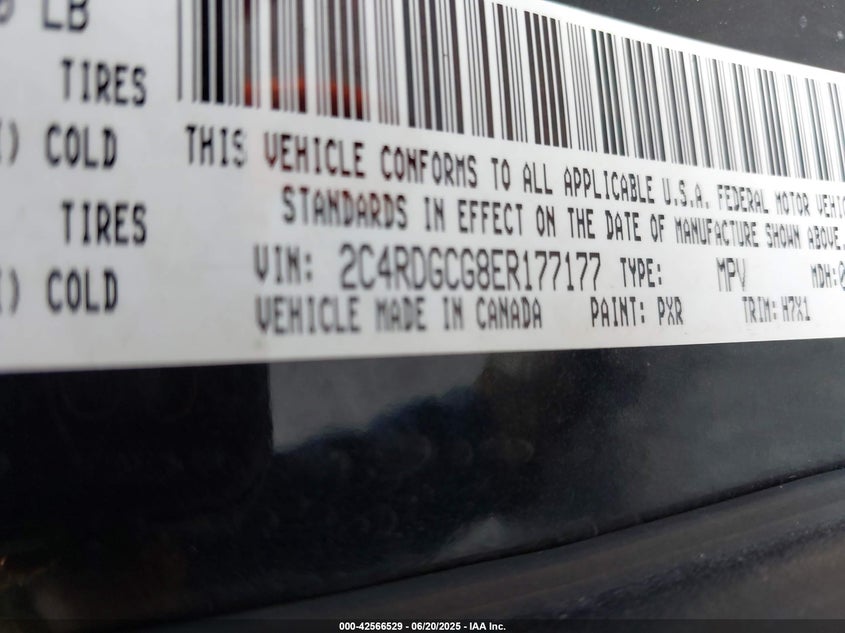 LB
TIRES
COLD
TIRES
COLD
THIS VEHICLE CONFORMS TO ALL APPLICABLE U.S.A. FEDERAL MOTOR
STANDARDS IN EFFECT ON THE DATE OF MANUFACTURE SHOWN ABOVE.
VIN: 2C4RDGCG8ER177177 TYPE: MPV MDH:0
VEHICLE MADE IN CANADA PAINT: PXR TRIM: H7X1
000-42566529 - 06/20/2025 - IAA Inc.